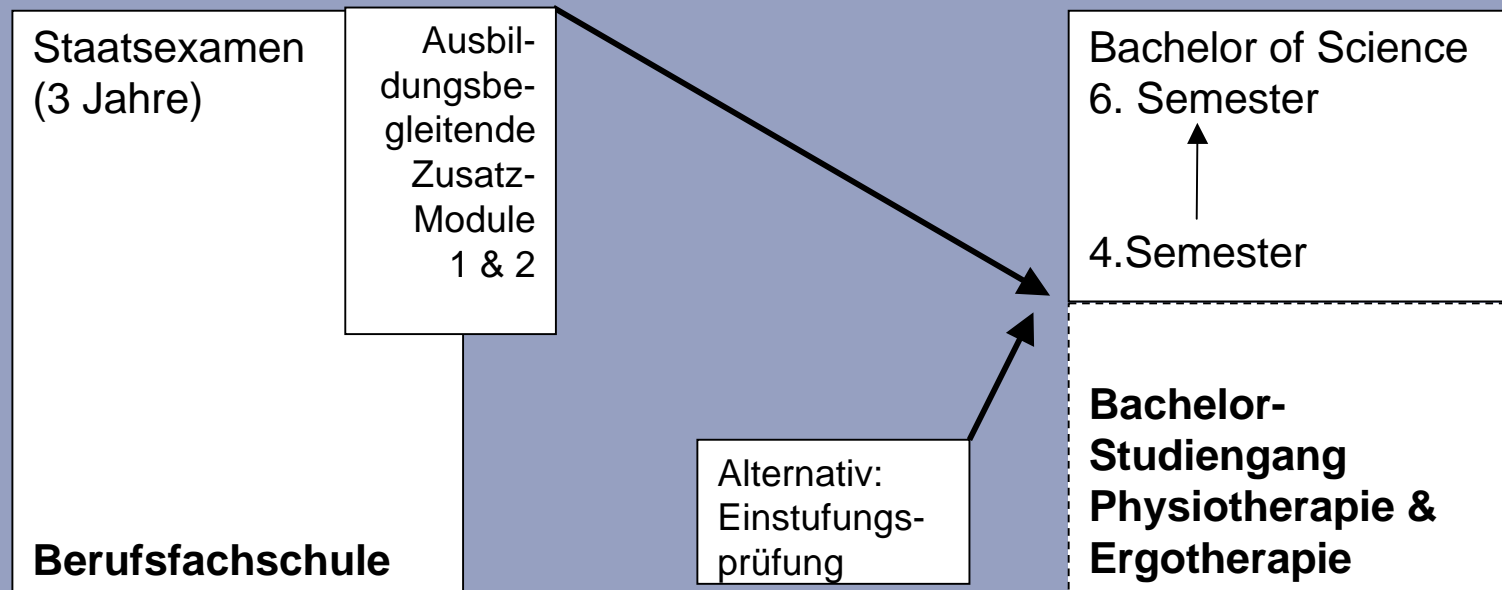 Staatsexamen
(3 Jahre)
Berufsfachschule
Ausbil-
dungsbe-
gleitende
Zusatz-
Module
1 & 2
Alternativ:
Einstufungs-
prüfung
Bachelor of Science
6. Semester
4.Semester
Bachelor-
Studiengang
Physiotherapie &
Ergotherapie